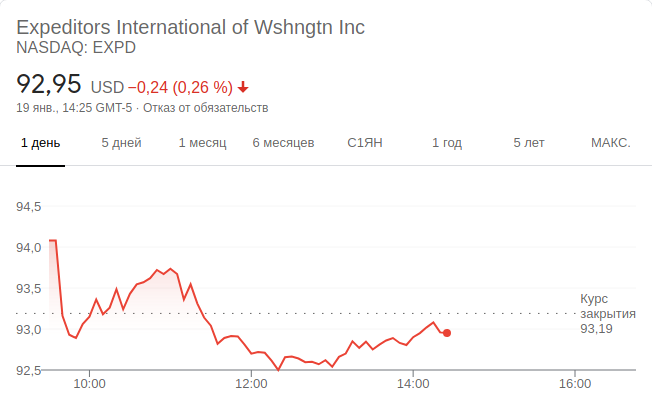 Expeditors International of Wshngtn Inc
NASDAQ: EXPD
92,95 USD −0,24 (0,26 %)
19 янв., 14:25 GMT-5 · Отказ от обязательств
1 день 5 дней 1 месяц 6 месяцев С1ЯН 1 год 5 лет МАКС.
94,5
94,0
93,5
Курс
закрытия
93,19
93,0
92,5
10:00 12:00 14:00 16:00